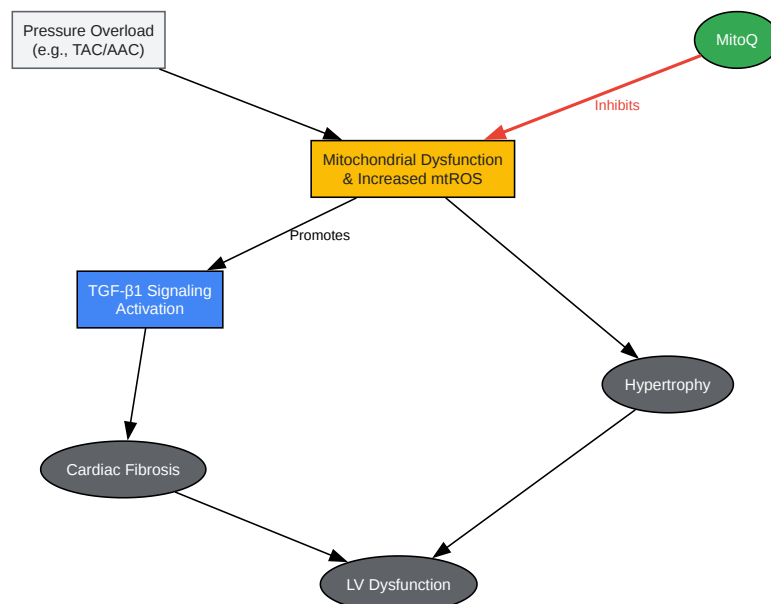 Pressure Overload
(e.g., TAC/AAC)
MitoQ
Inhibits
Mitochondrial Dysfunction
& Increased mtROS
Promotes
TGF-β1 Signaling
Activation
Hypertrophy
Cardiac Fibrosis
LV Dysfunction